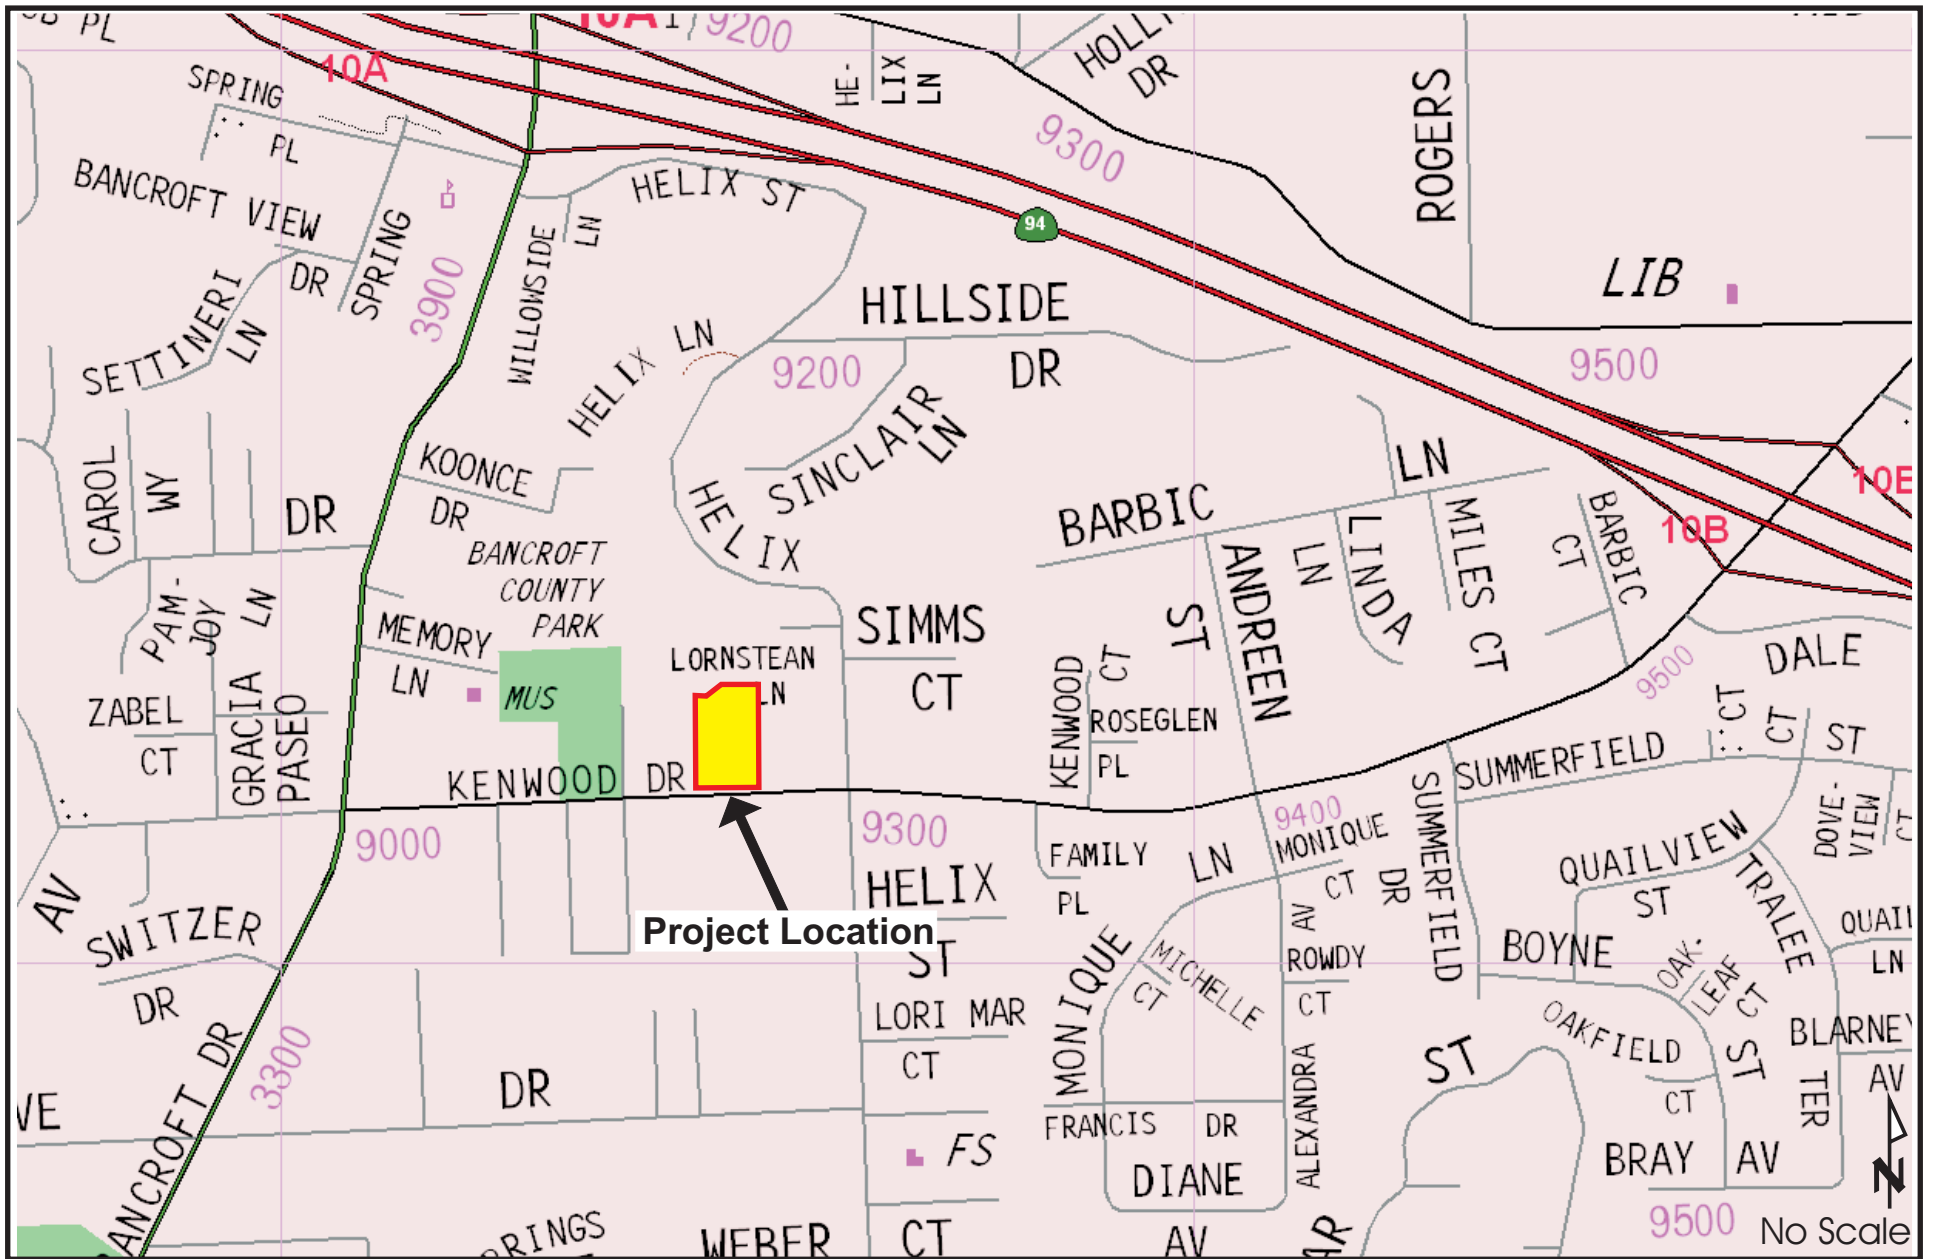 PL
10A
1
9200
HOLLY
DR
10A
SPRING
PL
HE-
LIX
LN
9300
ROGERS
BANCROFT VIEW
DR
SPRING
3900
HELIX ST
WILLOWSIDE
LN
94
LIB
SETTINERI
LN
HILLSIDE
DR
HELIX LN
9200
9500
SINCLAIR
LN
CAROL
WY
DR
KOONCE
DR
HELIX
BARBIC
LN
10B
BANCROFT
COUNTY
PARK
ANDREEN
ST
LINDA
LN
MILES CT
BARBIC
CT
PAM-
JOY
LN
MEMORY
LN
MUS
LORNSTEAN
LN
SIMMS
CT
KENWOOD
CT
ROSEGLEN
PL
9500
DALE
ZABEL
CT
GRACIA
PASEO
KENWOOD DR
CT
CT
ST
SUMMERFIELD
9000
9300
9400
SUMMERFIELD
DR
DOVE-
VIEW
CT
FAMILY
PL
MONIQUE
CT
LN
QUAILVIEW
ST
TRALEE
TER
HELIX
ST
Project Location
AV
SWITZER
DR
MONIQUE
MICHELLE
CT
AV
ROWDY
CT
BOYNE
ST
OAK-
LEAF
CT
QUAIL
LN
LORI MAR
CT
OAKFIELD
CT
BLARNEY
AV
BANCROFT DR
3300
DR
ST
VE
FS
FRANCIS DR
ALEXANDRA
DIANE
AV
BRAY AV
N
9500
No Scale
WEBER
CT
AR